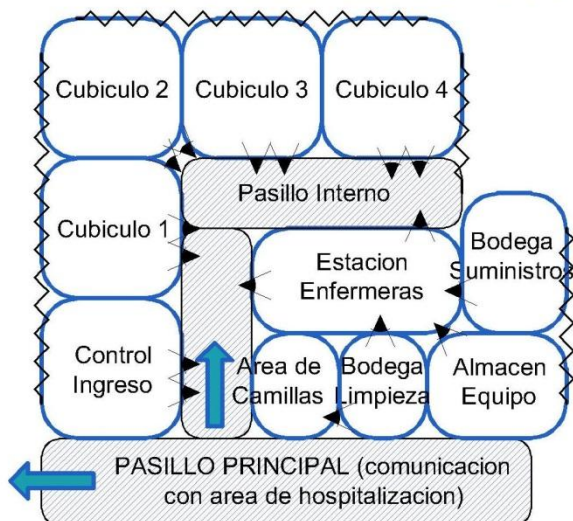 Cubiculo 2
Cubiculo 3
Cubiculo 4
Pasillo Interno
Cubiculo 1
Bodega
Suministros
Estacion
Enfermeras
Control
Ingreso
Area de
Camillas
Bodega
Limpieza
Almacen
Equipo
PASILLO PRINCIPAL (comunicacion
con area de hospitalizacion)